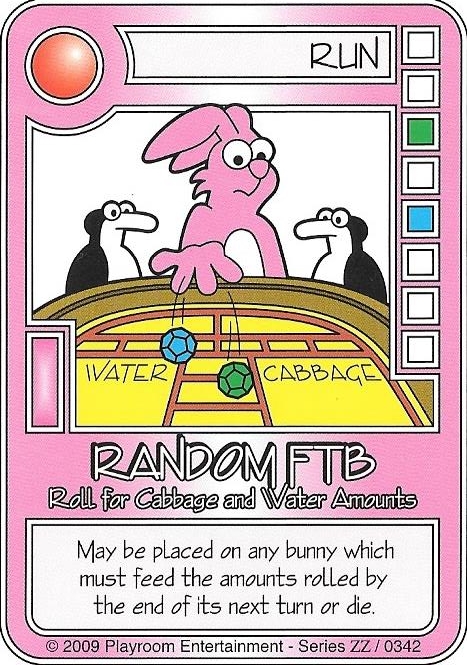 RUN
WATER CABBAGE
RANDOM FTB
Roll for Cabbage and Water Amounts
May be placed on any bunny which
must feed the amounts rolled by
the end of its next turn or die.
© 2009 Playroom Entertainment - Series ZZ / 0342